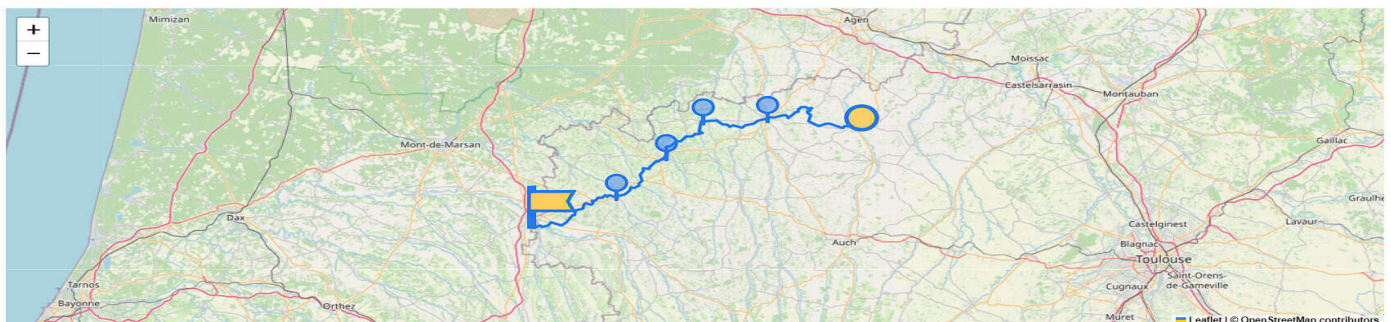 Mimizan
Agen
+
−
Moissac
Castelsarrasin
Montauban
Gaillac
Mont-de-Marsan
Graulhe
Dax
Castelginest
Lavaur
Blagnac
Auch
Toulouse
Saint-Orens-
de-Gameville
Cugnaux
Tarnos
Bayonne
Orthez
Muret
Leaflet | © OpenStreetMap contributors